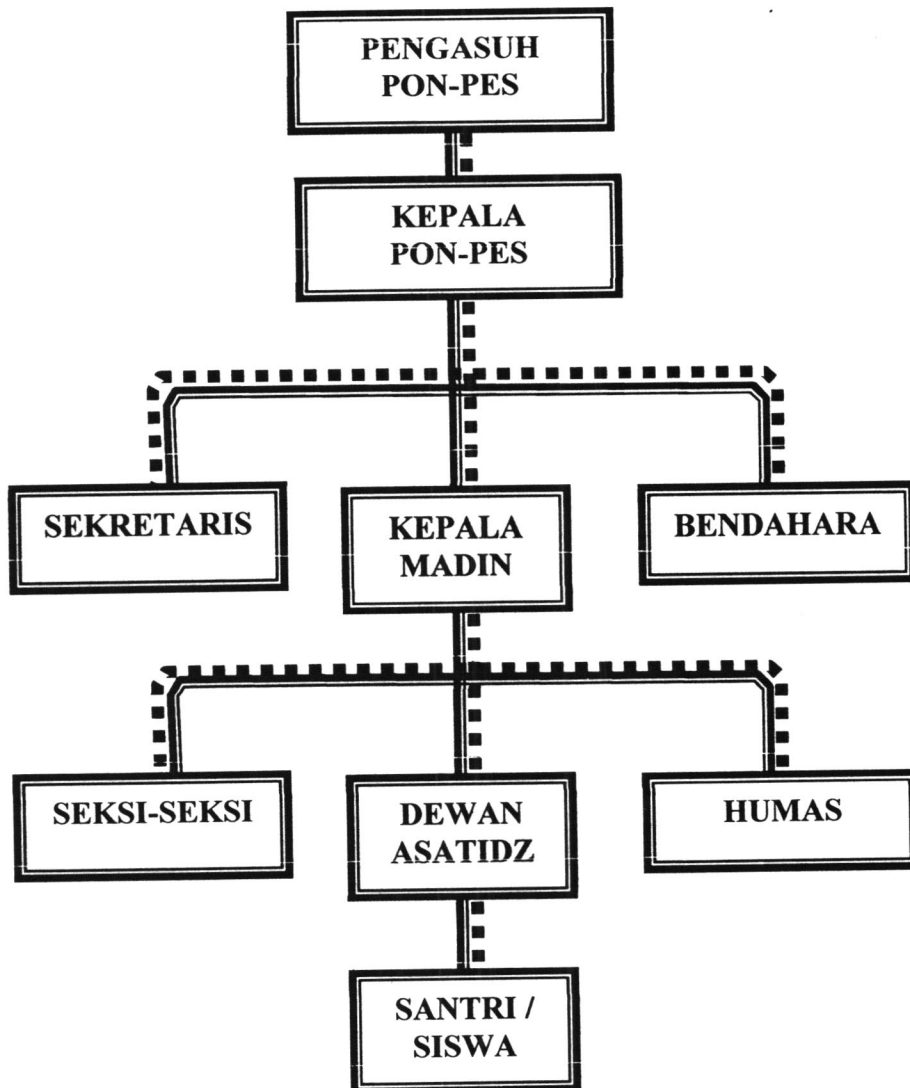 PENGASUH
PON-PES
KEPALA
PON-PES
SEKRETARIS
KEPALA
MADIN
BENDAHARA
SEKSI-SEKSI
DEWAN
ASATIDZ
HUMAS
SANTRI /
SISWA